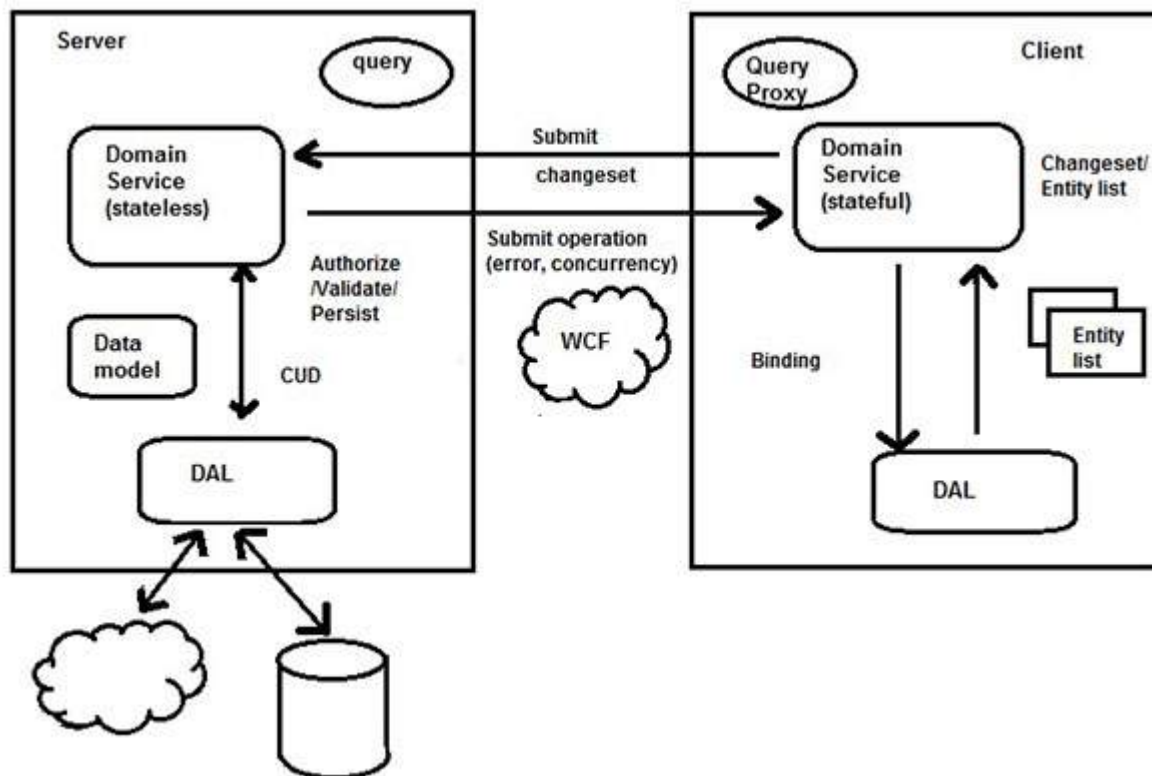 Server
query
Domain
Service
(stateless)
Authorize
/Validate/
Persist
Data
model
CUD
DAL
Submit
changeset
Submit operation
(error, concurrency)
WCF
Client
Query
Proxy
Domain
Service
(stateful)
Changeset/
Entity list
Binding
Entity
list
DAL